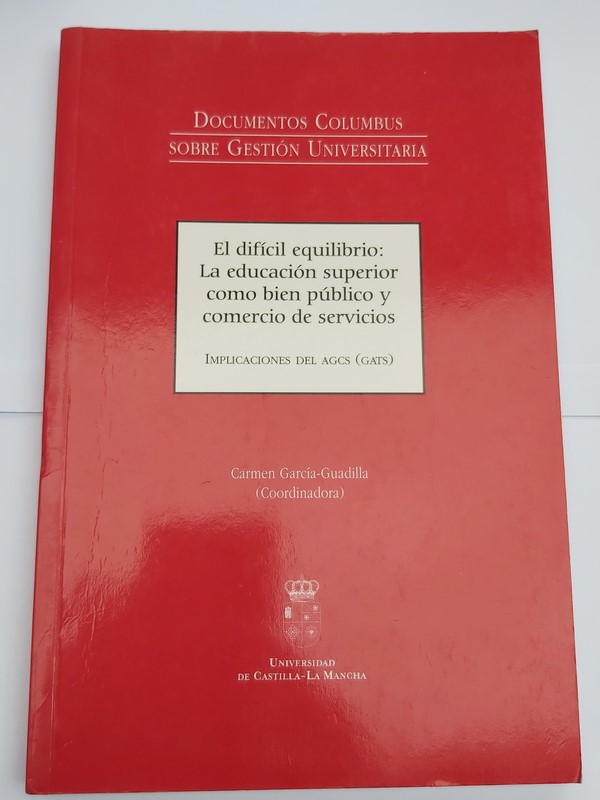 DOCUMENTOS COLUMBUS
SOBRE GESTIÓN UNIVERSITARIA
El difícil equilibrio:
La educación superior
como bien público y
comercio de servicios
IMPLICACIONES DEL AGCS (GATS)
Carmen García-Guadilla
(Coordinadora)
UNIVERSIDAD
DE CASTILLA-LA MANCHA